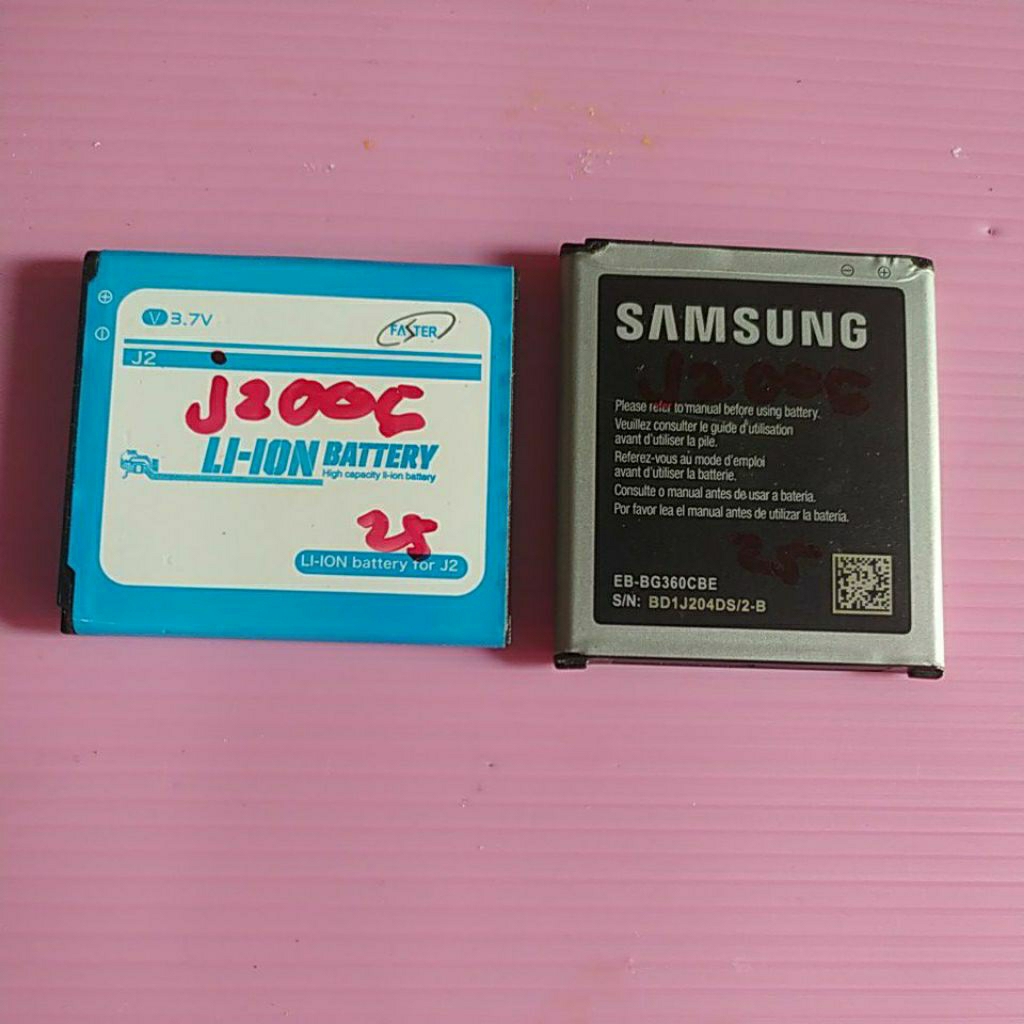 V 3.7V
FASTER
J2
J200G
LI-ION BATTERY
High capacity li-ion battery
25
LI-ION battery for J2
SAMSUNG
J200G
Please refer to manual before using battery.
Veuillez consulter le guide d'utilisation
avant d'utiliser la pile.
Referez-vous au mode d'emploi
avant d'utiliser la batterie.
Consulte o manual antes de usar a bateria.
Por favor lea el manual antes de utilizar la batería.
25
EB-BG360CBE
S/N: BD1J204DS/2-B